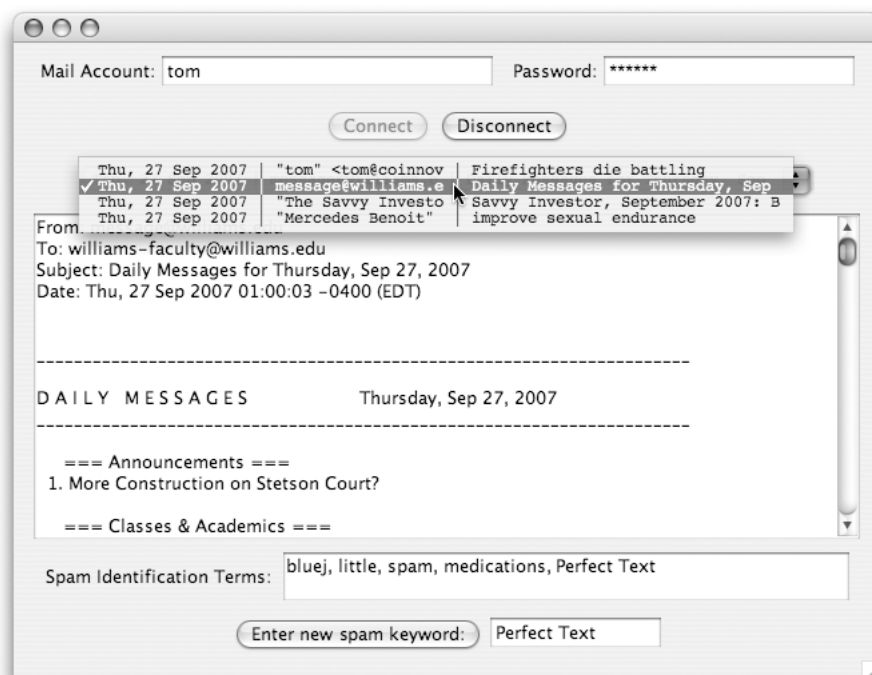 Mail Account: tom Password: ******
Connect Disconnect
Thu, 27 Sep 2007 | "tom" <tom@coinnov | Firefighters die battling
✓Thu, 27 Sep 2007 | message@williams.e | Daily Messages for Thursday, Sep
Thu, 27 Sep 2007 | "The Savvy Investo | Savvy Investor, September 2007: B
Thu, 27 Sep 2007 | "Mercedes Benoit" | improve sexual endurance
From: message@williams.edu
To: williams-faculty@williams.edu
Subject: Daily Messages for Thursday, Sep 27, 2007
Date: Thu, 27 Sep 2007 01:00:03 -0400 (EDT)
----------------------------------------------------------------------
D A I L Y   M E S S A G E S Thursday, Sep 27, 2007
----------------------------------------------------------------------
=== Announcements ===
1. More Construction on Stetson Court?
=== Classes & Academics ===
Spam Identification Terms: bluej, little, spam, medications, Perfect Text
Enter new spam keyword: Perfect Text